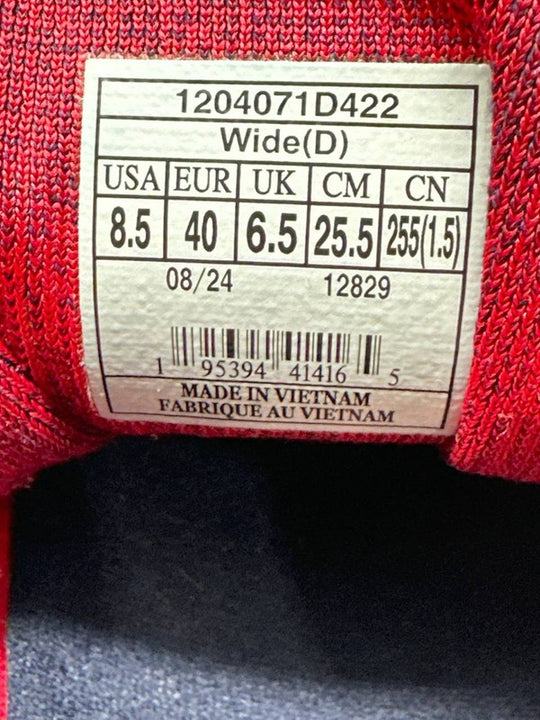 1204071D422
Wide(D)
USA EUR UK CM CN
8.5 40 6.5 25.5 255(1.5)
08/24 12829
1 95394 41416 5
MADE IN VIETNAM
FABRIQUE AU VIETNAM